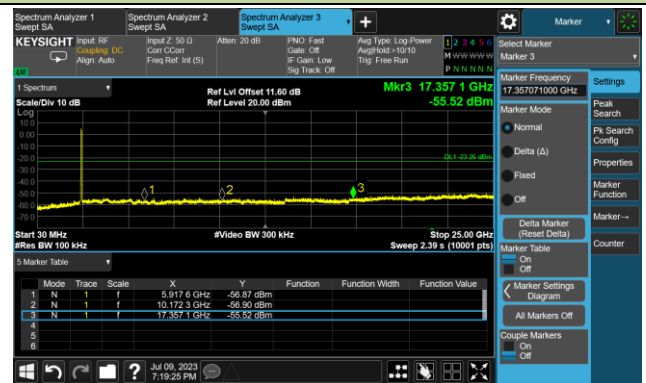 Spectrum Analyzer 1
Swept SA
Spectrum Analyzer 2
Swept SA
Spectrum Analyzer 3
Swept SA
Marker
KEYSIGHT
Input: RF
Coupling: DC
Align: Auto
Input Z: 50 Ω
Corr CCorr
Freq Ref: Int (S)
Atten: 20 dB
PNO: Fast
Gate: Off
IF Gain: Low
Sig Track: Off
Avg Type: Log-Power
Avg|Hold:>10/10
Trig: Free Run
1 2 3 4 5 6
M W W W W W
P N N N N N
Select Marker
Marker 3
1 Spectrum
Scale/Div 10 dB
Ref Lvl Offset 11.60 dB
Ref Level 20.00 dBm
Mkr3 17.357 1 GHz
-55.52 dBm
Log
10.0
0.00
-10.0
-20.0
-30.0
-40.0
-50.0
-60.0
-70.0
1
2
3
Start 30 MHz
#Res BW 100 kHz
#Video BW 300 kHz
Stop 25.00 GHz
Sweep 2.39 s (10001 pts)
5 Marker Table
Mode Trace Scale X Y Function Function Width Function Value
1 N 1 f 5.917 6 GHz -56.87 dBm
2 N 1 f 10.172 3 GHz -56.90 dBm
3 N 1 f 17.357 1 GHz -55.52 dBm
4
5
6
Jul 09, 2023
7:19:25 PM
Marker Frequency
17.357071000 GHz
Marker Mode
Normal
Delta (Δ)
Fixed
Off
Delta Marker
(Reset Delta)
Marker Table
On
Off
Marker Settings
Diagram
All Markers Off
Couple Markers
On
Off
Settings
Peak
Search
Pk Search
Config
Properties
Marker
Function
Marker→
Counter